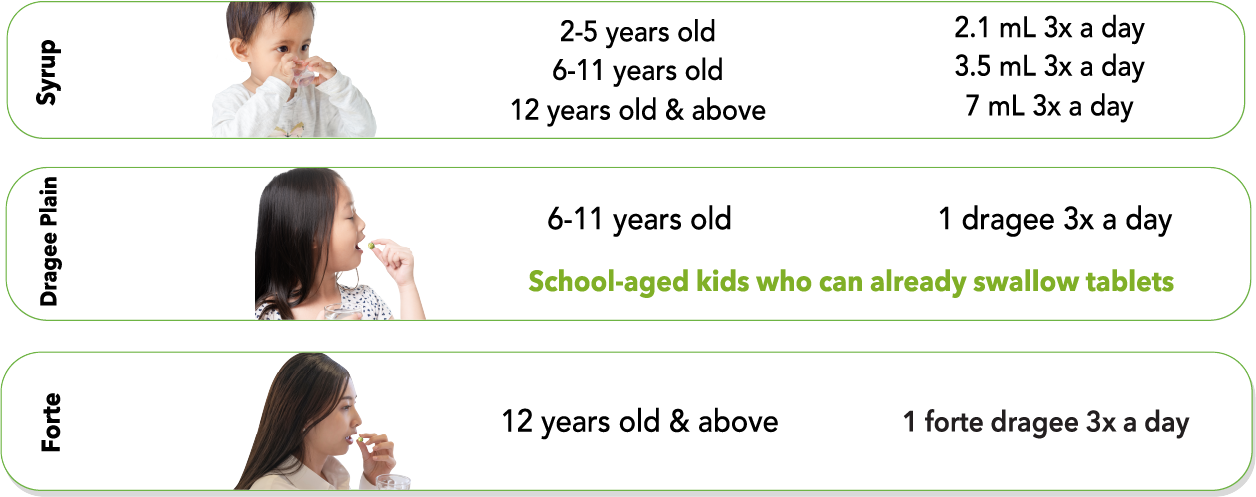 Syrup
2-5 years old
2.1 mL 3x a day
6-11 years old
3.5 mL 3x a day
12 years old & above
7 mL 3x a day
Dragee Plain
6-11 years old
1 dragee 3x a day
School-aged kids who can already swallow tablets
Forte
12 years old & above
1 forte dragee 3x a day